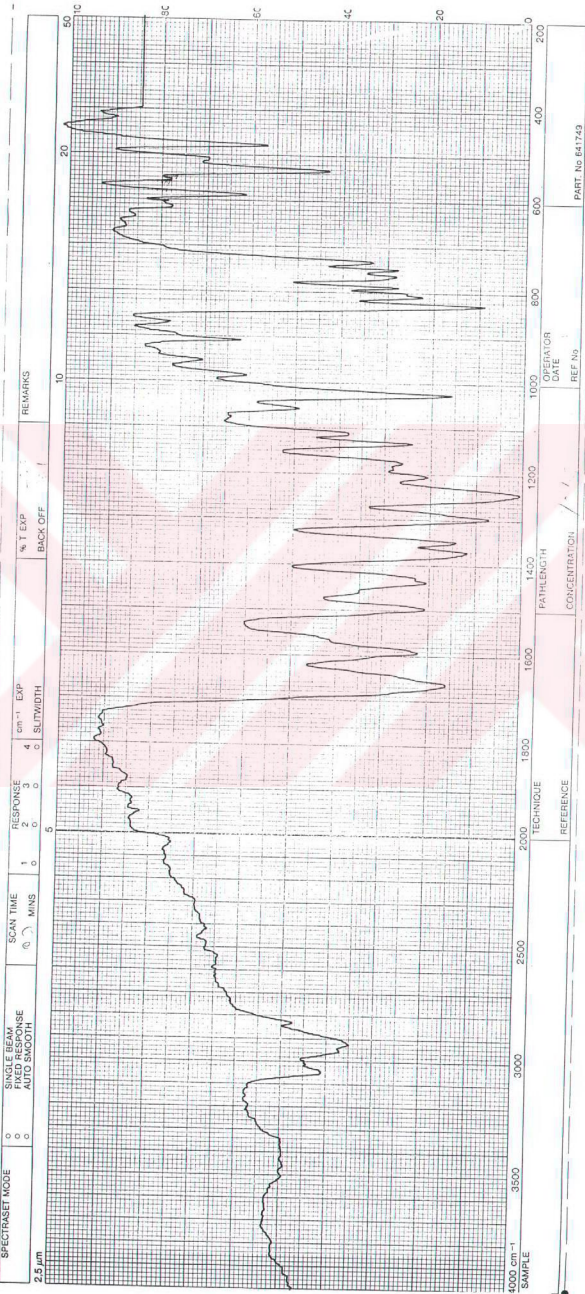 SPECTRASET MODE
SINGLE BEAM
FIXED RESPONSE
AUTO SMOOTH
SCAN TIME
MINS
RESPONSE
1 2 3 4
cm⁻¹ EXP
SLITWIDTH
% T EXP
BACK OFF
REMARKS
2.5 µm
5
10
20
50
80
60
40
20
0
4000 cm⁻¹
3500
3000
2500
2000
1800
1600
1400
1200
1000
800
600
400
200
SAMPLE
TECHNIQUE
REFERENCE
PATHLENGTH
CONCENTRATION
OPERATOR
DATE
REF No
PART. No 641749